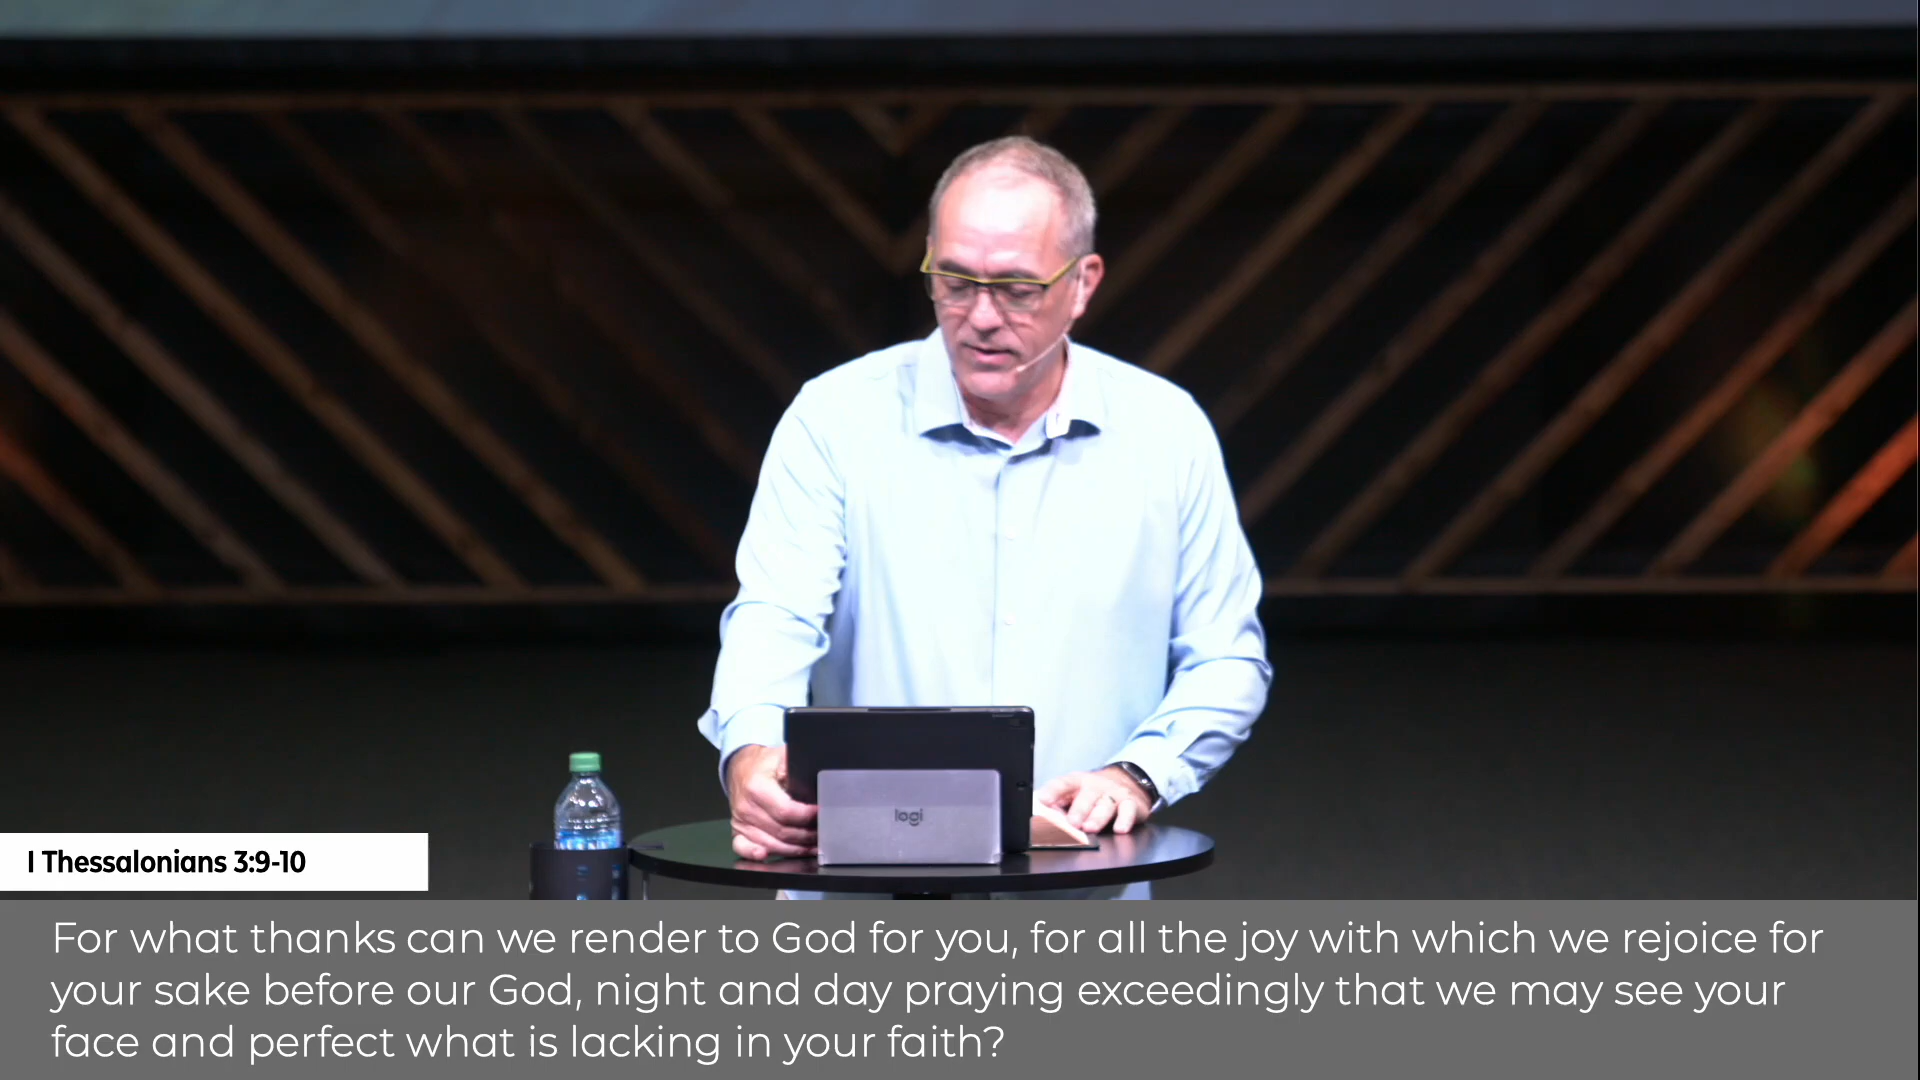 logi
I Thessalonians 3:9-10
For what thanks can we render to God for you, for all the joy with which we rejoice for
your sake before our God, night and day praying exceedingly that we may see your
face and perfect what is lacking in your faith?